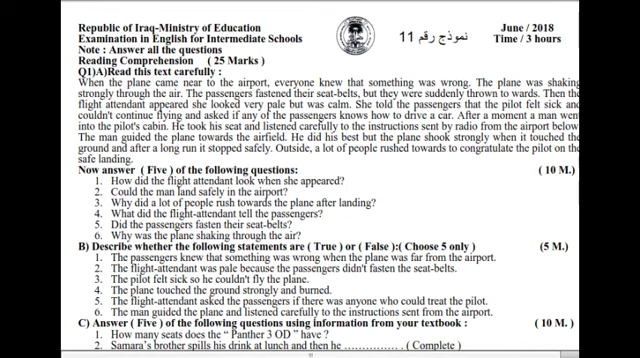 Republic of Iraq-Ministry of Education
Examination in English for Intermediate Schools
Note : Answer all the questions
Reading Comprehension ( 25 Marks )
نموذج رقم 11
June / 2018
Time / 3 hours
Q1)A)Read this text carefully :
When the plane came near to the airport, everyone knew that something was wrong. The plane was shaking
strongly through the air. The passengers fastened their seat-belts, but they were suddenly thrown to wards. Then the
flight attendant appeared she looked very pale but was calm. She told the passengers that the pilot felt sick and
couldn't continue flying and asked if any of the passengers knows how to drive a car. After a moment a man went
into the pilot's cabin. He took his seat and listened carefully to the instructions sent by radio from the airport below.
The man guided the plane towards the airfield. He did his best but the plane shook strongly when it touched the
ground and after a long run it stopped safely. Outside, a lot of people rushed towards to congratulate the pilot on the
safe landing.
Now answer ( Five ) of the following questions: ( 10 M.)
1. How did the flight attendant look when she appeared?
2. Could the man land safely in the airport?
3. Why did a lot of people rush towards the plane after landing?
4. What did the flight-attendant tell the passengers?
5. Did the passengers fasten their seat-belts?
6. Why was the plane shaking through the air?
B) Describe whether the following statements are ( True ) or ( False ):( Choose 5 only ) (5 M.)
1. The passengers knew that something was wrong when the plane was far from the airport.
2. The flight-attendant was pale because the passengers didn't fasten the seat-belts.
3. The pilot felt sick so he couldn't fly the plane.
4. The plane touched the ground strongly and burned.
5. The flight-attendant asked the passengers if there was anyone who could treat the pilot.
6. The man guided the plane and listened carefully to the instructions sent from the airport.
C) Answer ( Five ) of the following questions using information from your textbook : ( 10 M.)
1. How many seats does the " Panther 3 OD " have ?
2. Samara's brother spills his drink at lunch and then he …………… . ( Complete )